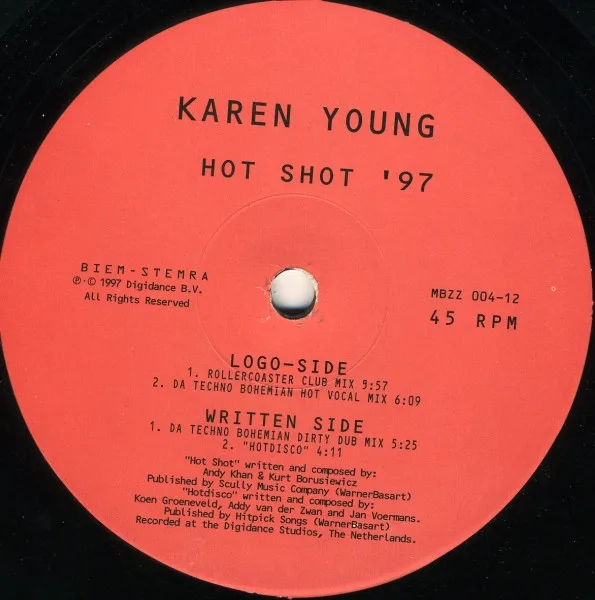 KAREN YOUNG
HOT SHOT '97
BIEM-STEMRA
℗·© 1997 Digidance B.V.
All Rights Reserved
MBZZ 004-12
45 RPM
LOGO-SIDE
1. ROLLERCOASTER CLUB MIX 5:57
2. DA TECHNO BOHEMIAN HOT VOCAL MIX 6:09
WRITTEN SIDE
1. DA TECHNO BOHEMIAN DIRTY DUB MIX 5:25
2. "HOTDISCO" 4:11
"Hot Shot" written and composed by:
Andy Khan & Kurt Borusiewicz
Published by Scully Music Company (WarnerBasart)
"Hotdisco" written and composed by:
Koen Groeneveld, Addy van der Zwan and Jan Voermans.
Published by Hitpick Songs (WarnerBasart)
Recorded at the Digidance Studios, The Netherlands.